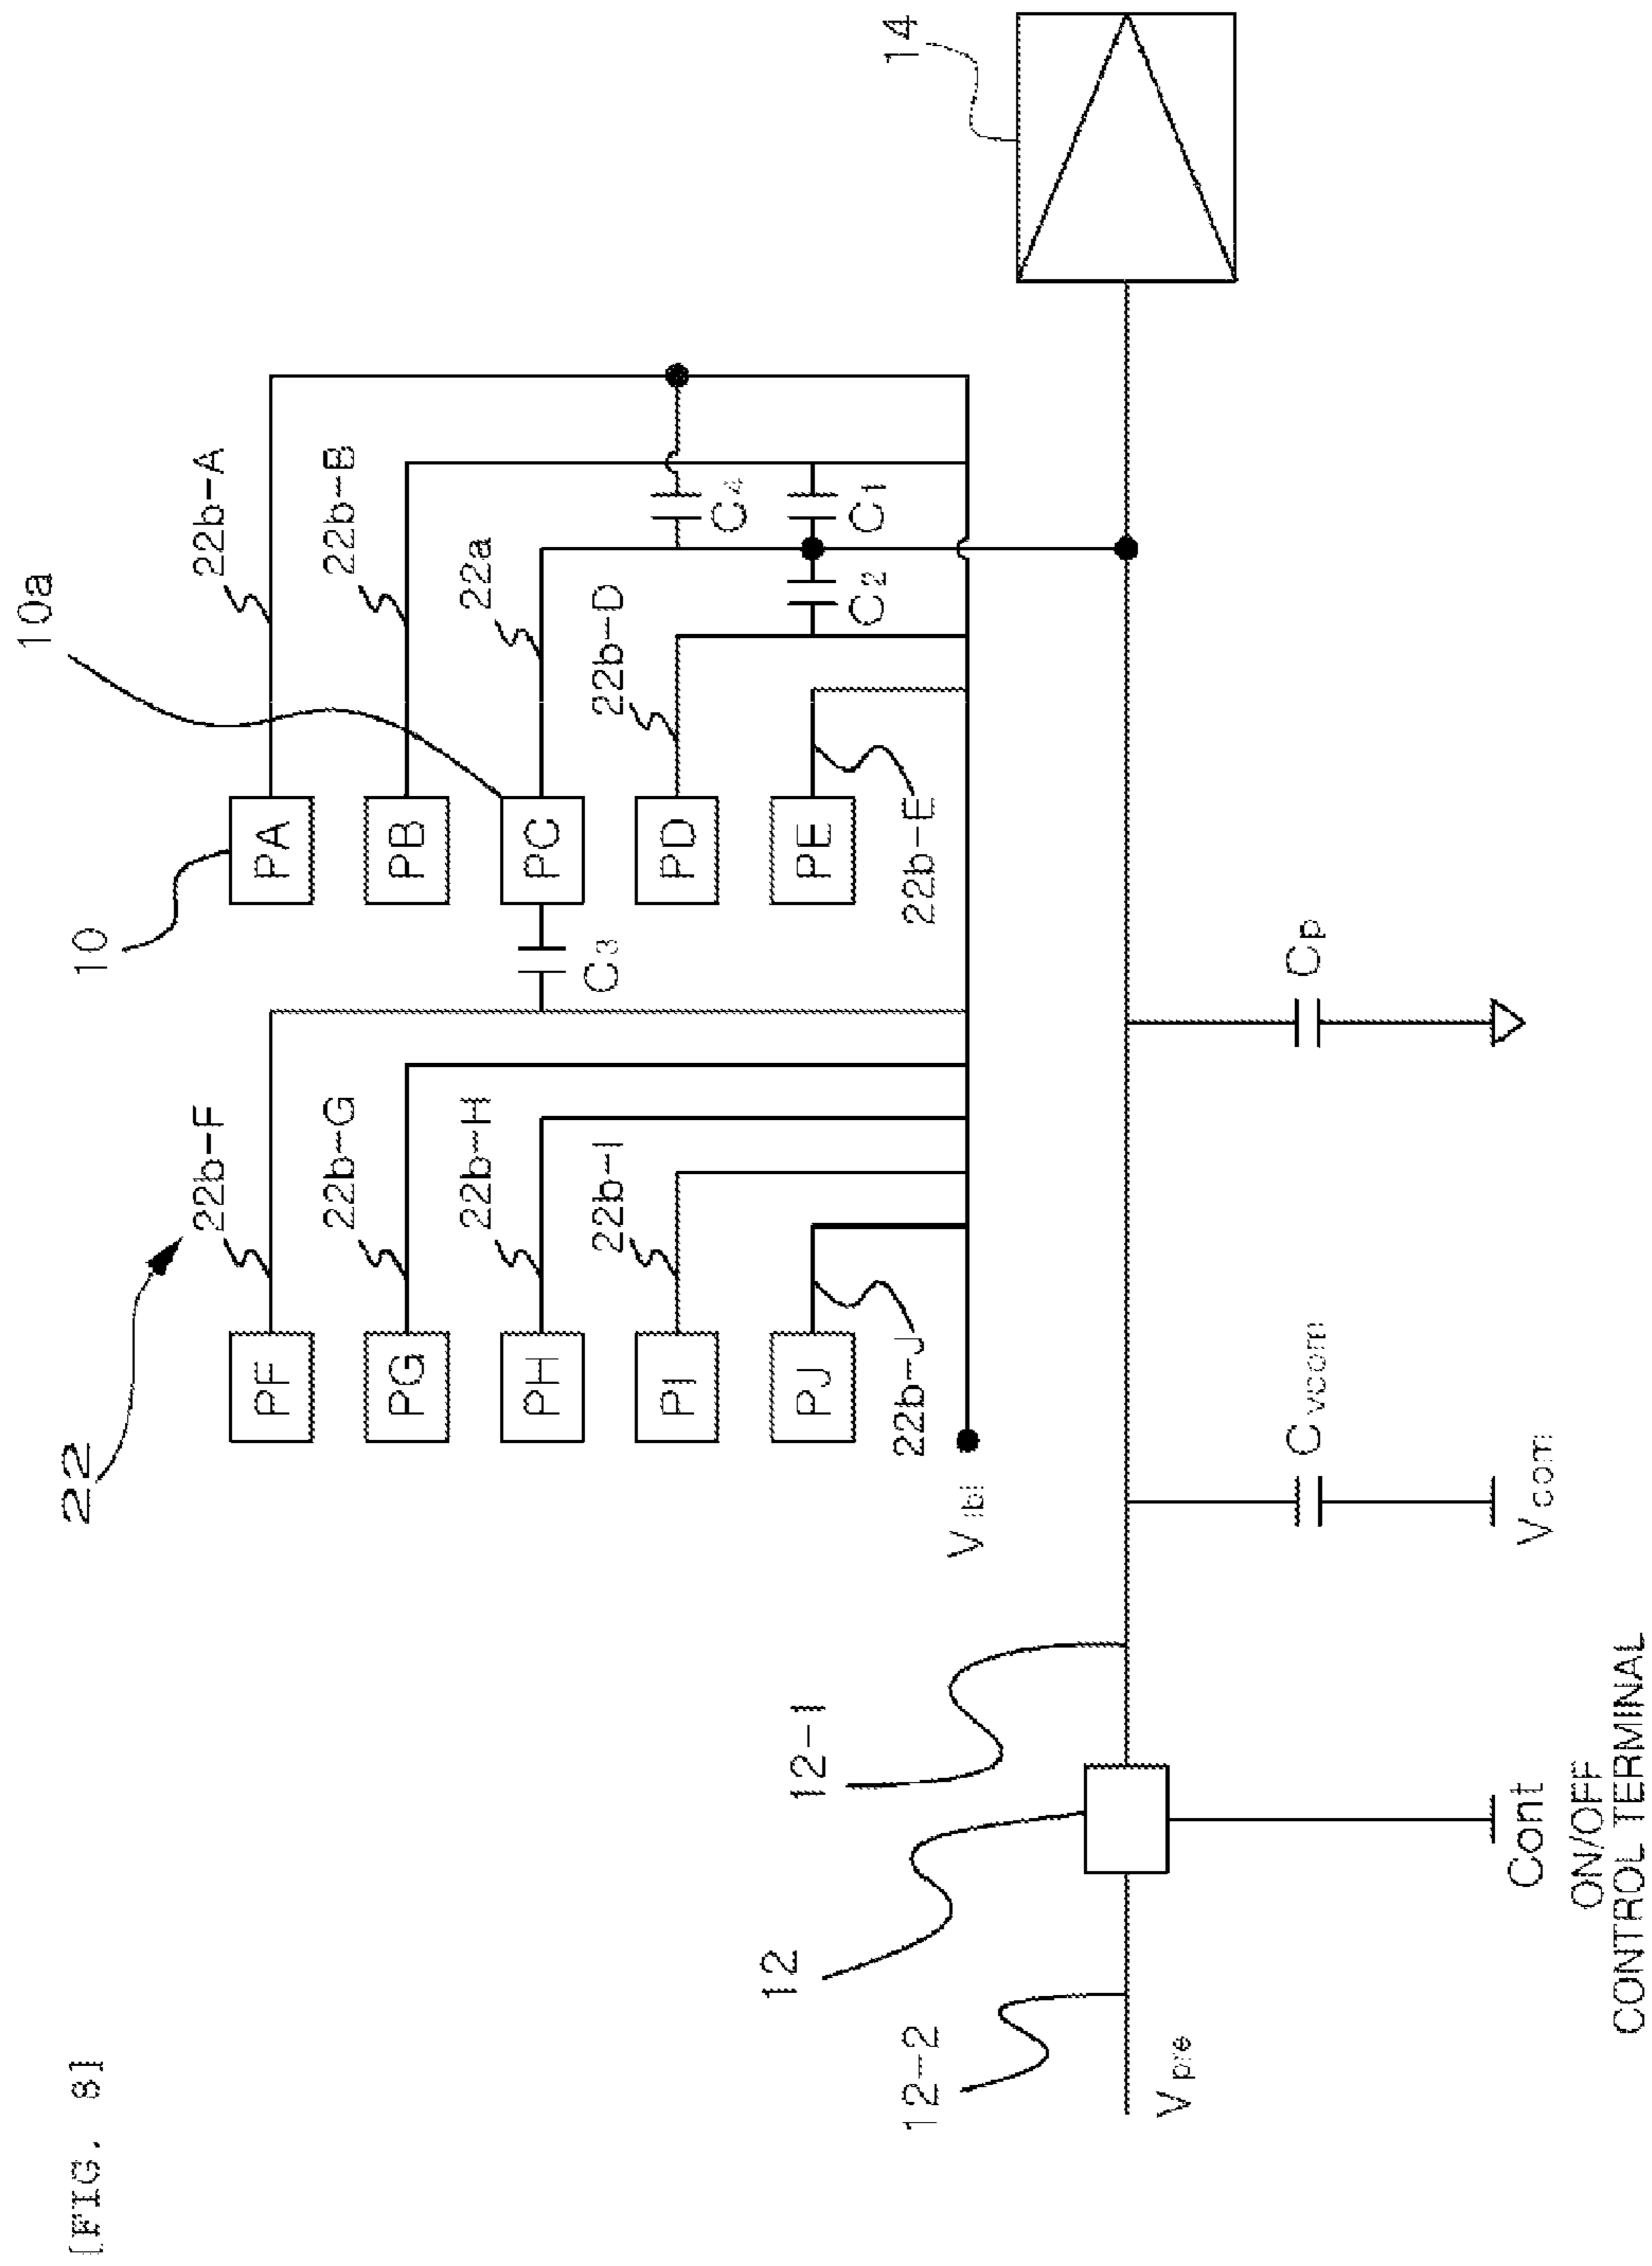 [FIG. 8]
22
10
10a
22b-F
22b-A
PF
PA
22b-G
22b-B
PG
PB
22b-H
22a
PH
C3
PC
22b-I
22b-D
PI
PD
C4
PJ
PE
C2
C1
22b-J
22b-E
14
Vlbl
12-2
12
12-1
Vpre
Cvcom
Cp
Cont
Vcom
ON/OFF
CONTROL TERMINAL